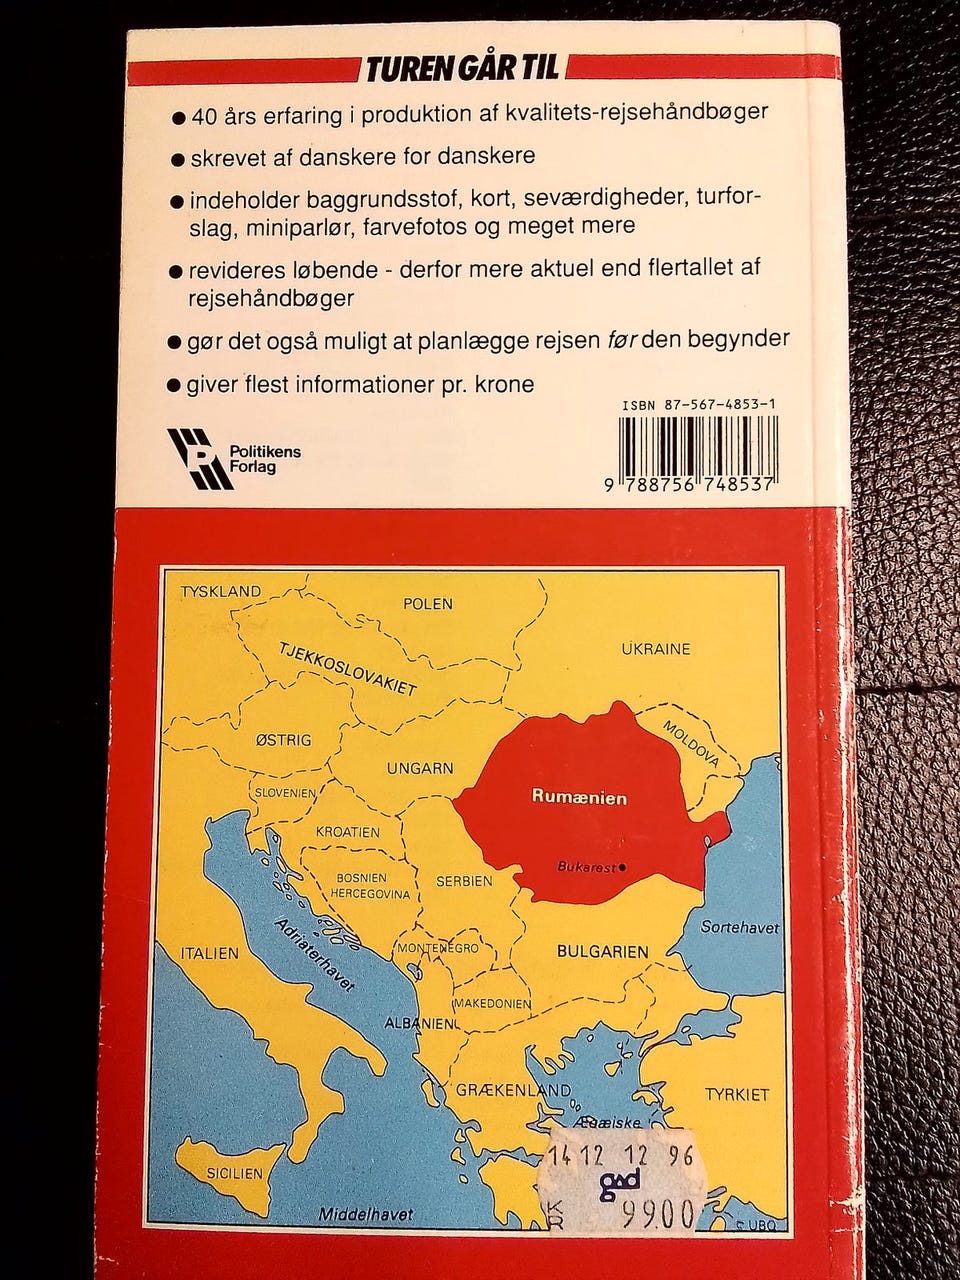 TUREN GÅR TIL
● 40 års erfaring i produktion af kvalitets-rejsehåndbøger
● skrevet af danskere for danskere
● indeholder baggrundsstof, kort, seværdigheder, turfor-
slag, miniparlør, farvefotos og meget mere
● revideres løbende - derfor mere aktuel end flertallet af
rejsehåndbøger
● gør det også muligt at planlægge rejsen før den begynder
● giver flest informationer pr. krone
ISBN 87-567-4853-1
P
Politikens
Forlag
9 788756 748537
TYSKLAND
POLEN
UKRAINE
TJEKKOSLOVAKIET
MOLDOVA
ØSTRIG
UNGARN
SLOVENIEN
Rumænien
KROATIEN
Bukarest
BOSNIEN
HERCEGOVINA
SERBIEN
Sortehavet
Adriaterhavet
ITALIEN
MONTENEGRO
BULGARIEN
MAKEDONIEN
ALBANIEN
GRÆKENLAND
TYRKIET
Ægæiske
14 12 12 96
SICILIEN
gad
KR 99.00
Middelhavet
© UBO